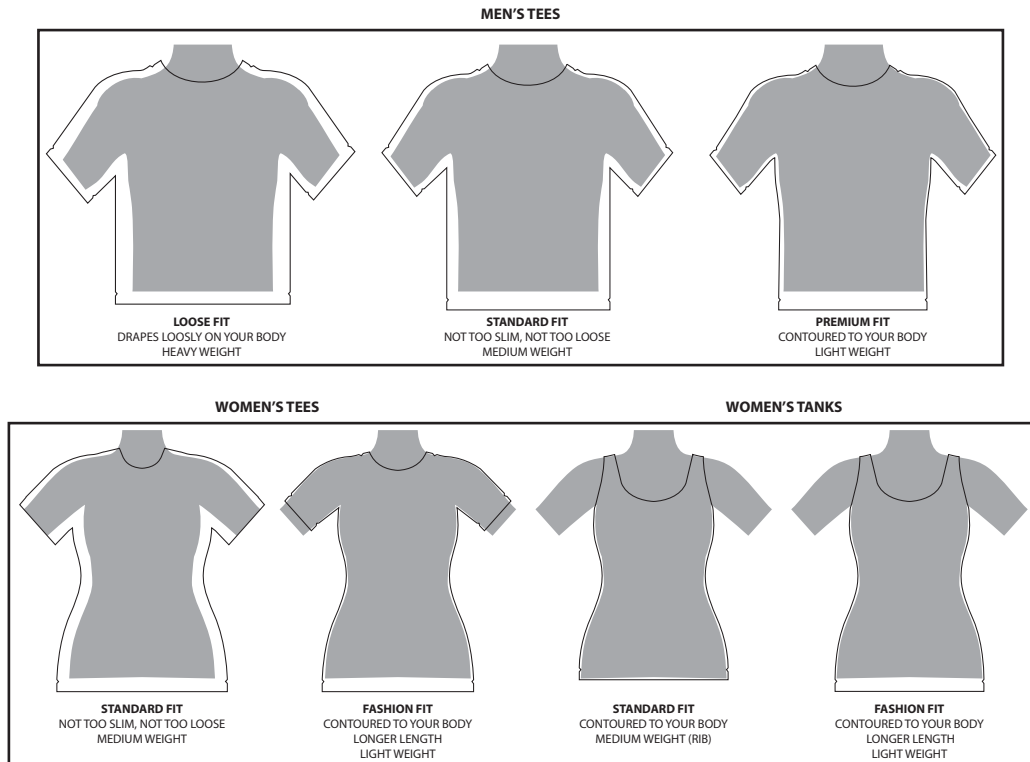 MEN'S TEES
LOOSE FIT
DRAPES LOOSLY ON YOUR BODY
HEAVY WEIGHT
STANDARD FIT
NOT TOO SLIM, NOT TOO LOOSE
MEDIUM WEIGHT
PREMIUM FIT
CONTOURED TO YOUR BODY
LIGHT WEIGHT
WOMEN'S TEES
STANDARD FIT
NOT TOO SLIM, NOT TOO LOOSE
MEDIUM WEIGHT
FASHION FIT
CONTOURED TO YOUR BODY
LONGER LENGTH
LIGHT WEIGHT
WOMEN'S TANKS
STANDARD FIT
CONTOURED TO YOUR BODY
MEDIUM WEIGHT (RIB)
FASHION FIT
CONTOURED TO YOUR BODY
LONGER LENGTH
LIGHT WEIGHT